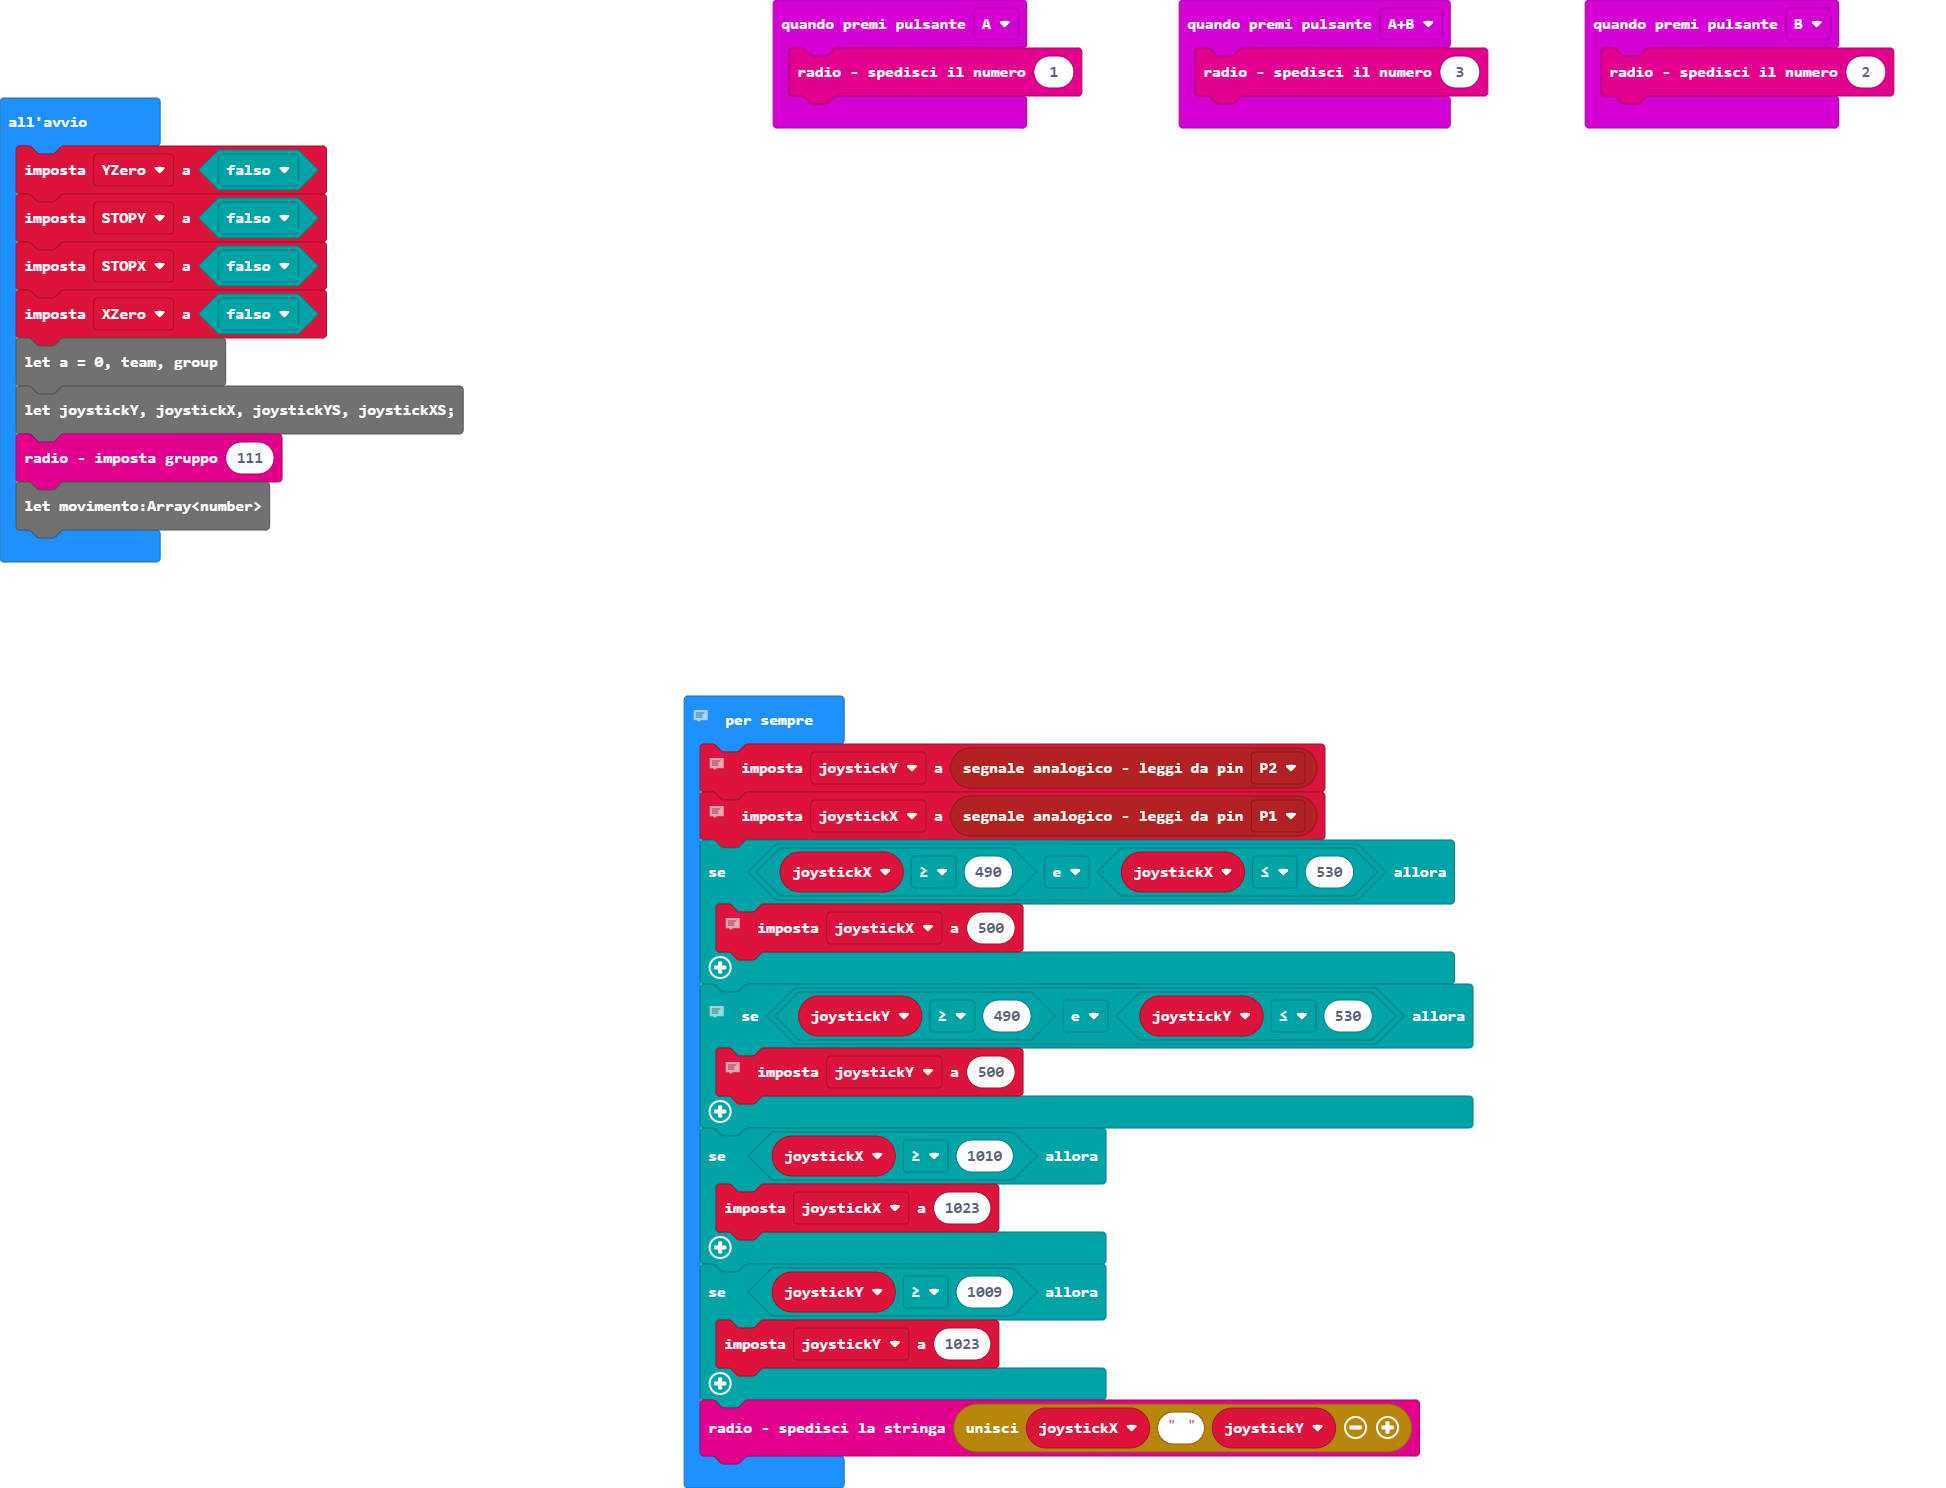 quando premi pulsante A
radio - spedisci il numero 1
quando premi pulsante A+B
radio - spedisci il numero 3
quando premi pulsante B
radio - spedisci il numero 2
all'avvio
imposta YZero a falso
imposta STOPY a falso
imposta STOPX a falso
imposta XZero a falso
let a = 0, team, group
let joystickY, joystickX, joystickYS, joystickXS;
radio - imposta gruppo 111
let movimento:Array<number>
per sempre
imposta joystickY a segnale analogico - leggi da pin P2
imposta joystickX a segnale analogico - leggi da pin P1
se joystickX ≥ 490 e joystickX ≤ 530 allora
imposta joystickX a 500
se joystickY ≥ 490 e joystickY ≤ 530 allora
imposta joystickY a 500
se joystickX ≥ 1010 allora
imposta joystickX a 1023
se joystickY ≥ 1009 allora
imposta joystickY a 1023
radio - spedisci la stringa unisci joystickX " " joystickY